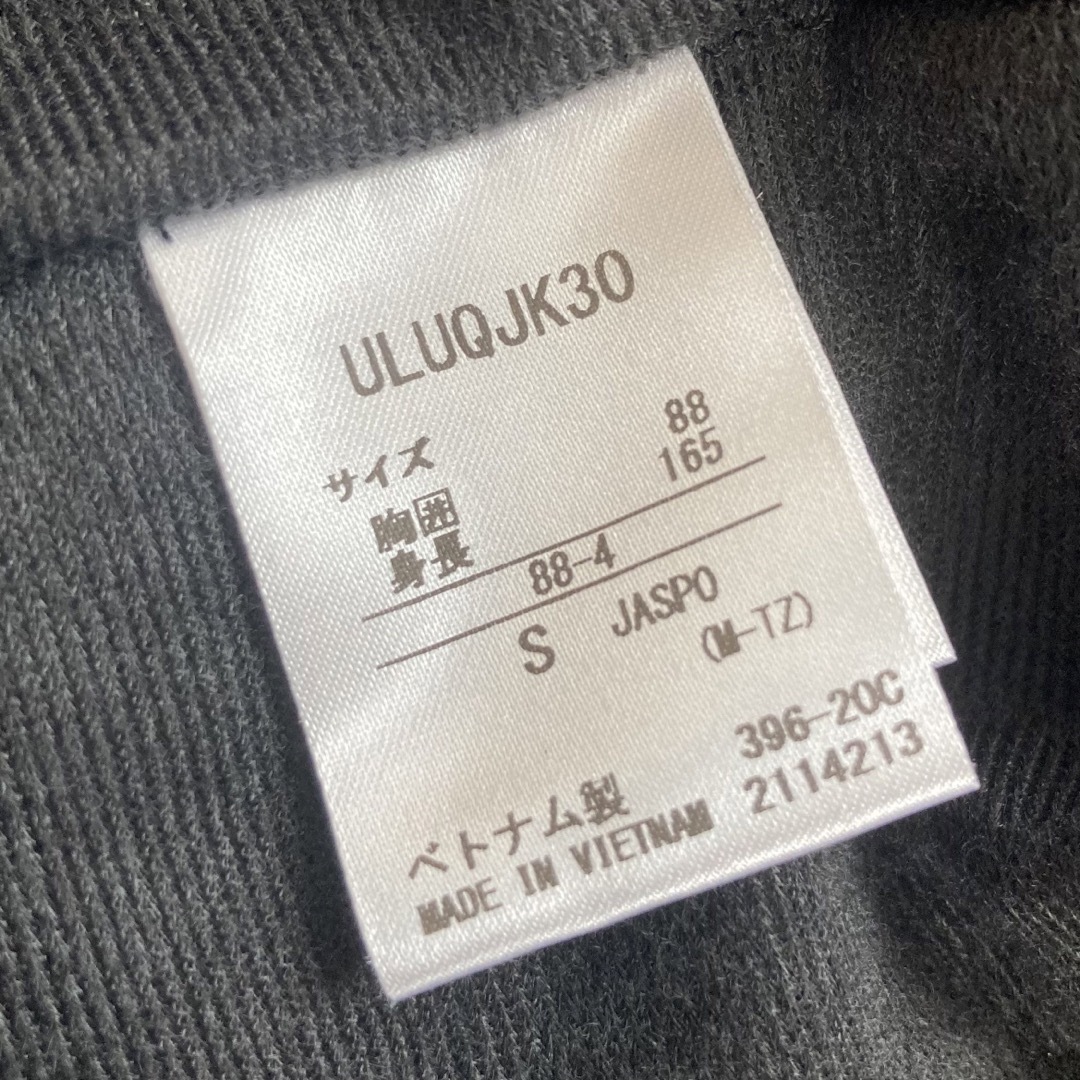 ULUQJK30
サイズ
胸囲 88
身長 165
88-4
S JASPO
(M-TZ)
396-20C
2114213
ベトナム製
MADE IN VIETNAM